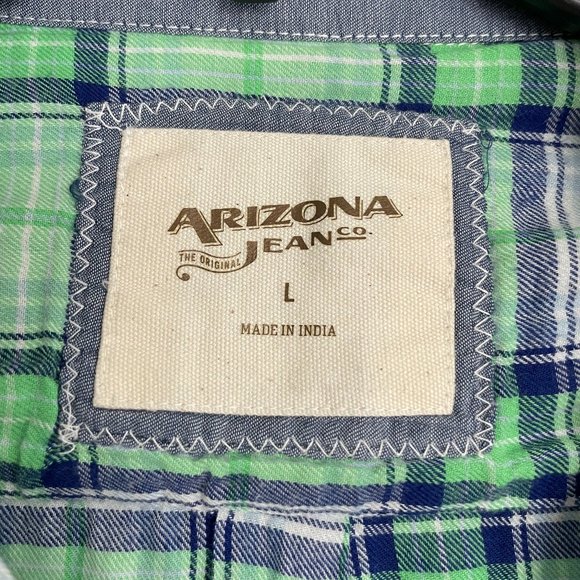 ARIZONA
JEAN CO.
THE ORIGINAL
L
MADE IN INDIA